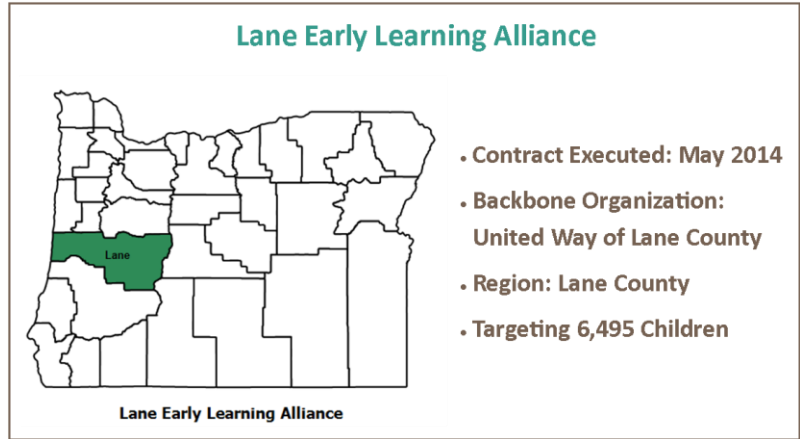 Lane Early Learning Alliance
Lane
Lane Early Learning Alliance
• Contract Executed: May 2014
• Backbone Organization:
United Way of Lane County
• Region: Lane County
• Targeting 6,495 Children